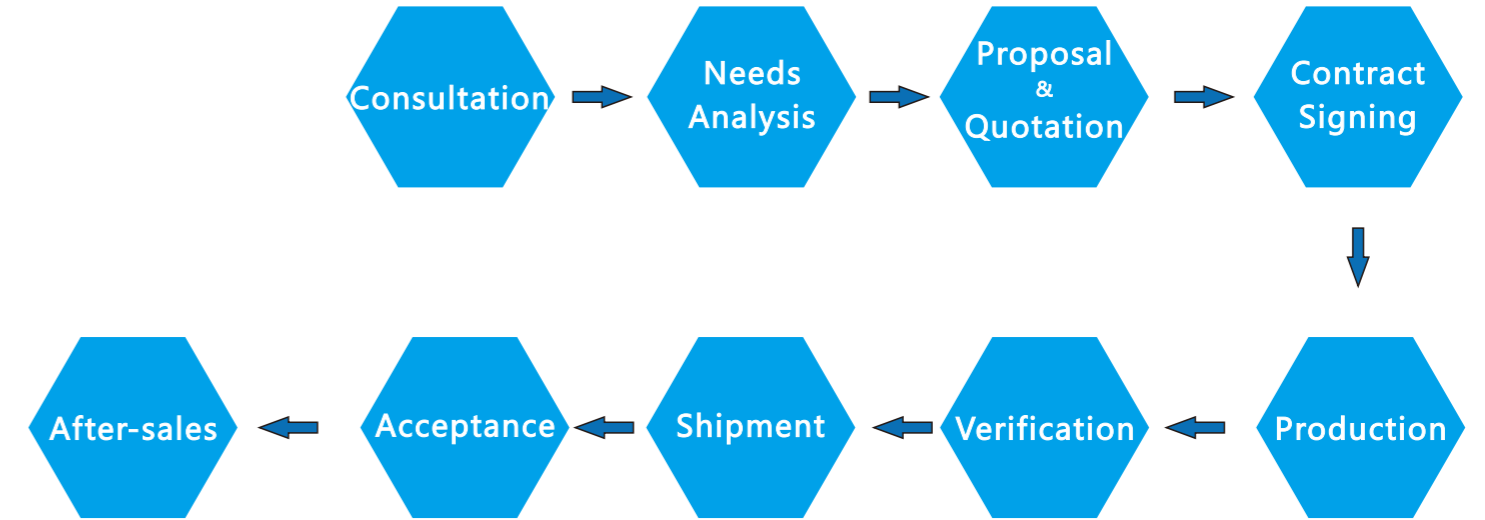 Consultation
Needs
Analysis
Proposal
&
Quotation
Contract
Signing
Production
Verification
Shipment
Acceptance
After-sales